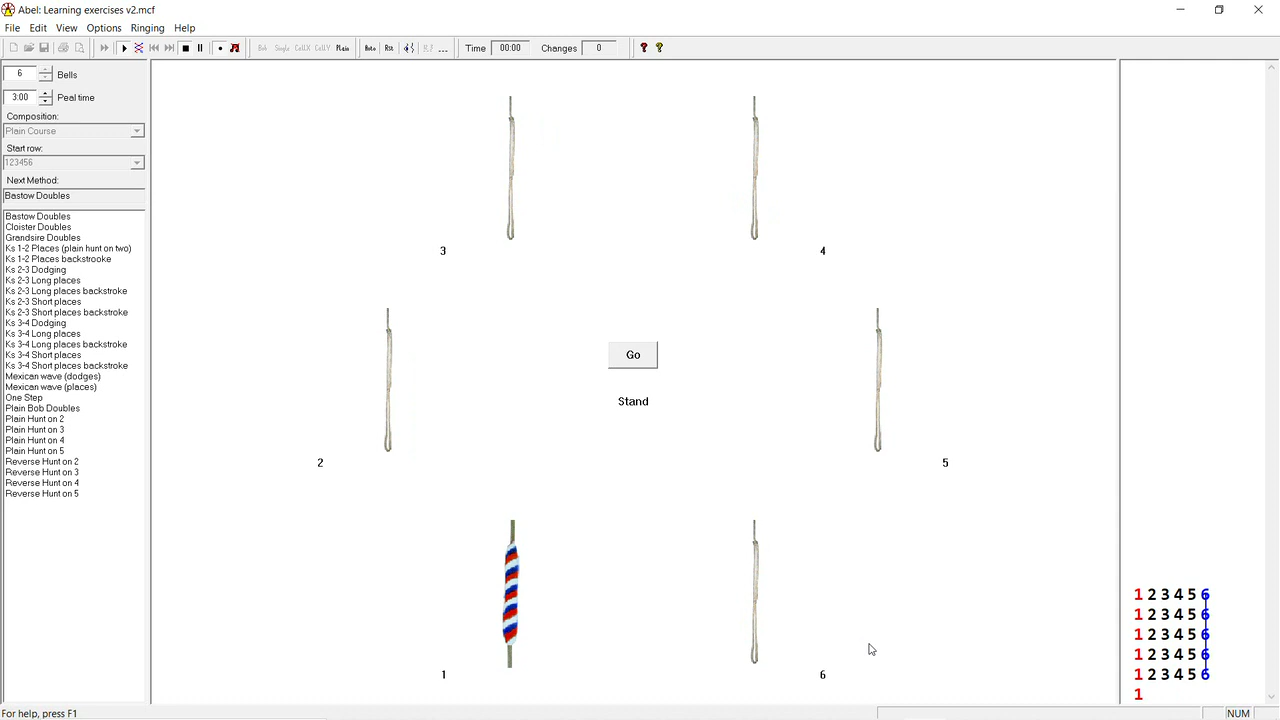 Abel: Learning exercises v2.mcf
File Edit View Options Ringing Help
Bob Single CallX CallY Plain Auto Rst ... Time 00:00 Changes 0 ? ?
6 Bells
3:00 Peal time
Composition:
Plain Course
Start row:
123456
Next Method:
Bastow Doubles
Bastow Doubles
Cloister Doubles
Grandsire Doubles
Ks 1-2 Places (plain hunt on two)
Ks 1-2 Places backstrooke
Ks 2-3 Dodging
Ks 2-3 Long places
Ks 2-3 Long places backstroke
Ks 2-3 Short places
Ks 2-3 Short places backstroke
Ks 3-4 Dodging
Ks 3-4 Long places
Ks 3-4 Long places backstroke
Ks 3-4 Short places
Ks 3-4 Short places backstroke
Mexican wave (dodges)
Mexican wave (places)
One Step
Plain Bob Doubles
Plain Hunt on 2
Plain Hunt on 3
Plain Hunt on 4
Plain Hunt on 5
Reverse Hunt on 2
Reverse Hunt on 3
Reverse Hunt on 4
Reverse Hunt on 5
3 4
Go
Stand
2 5
1 6
1 2 3 4 5 6
1 2 3 4 5 6
1 2 3 4 5 6
1 2 3 4 5 6
1 2 3 4 5 6
1
For help, press F1
NUM